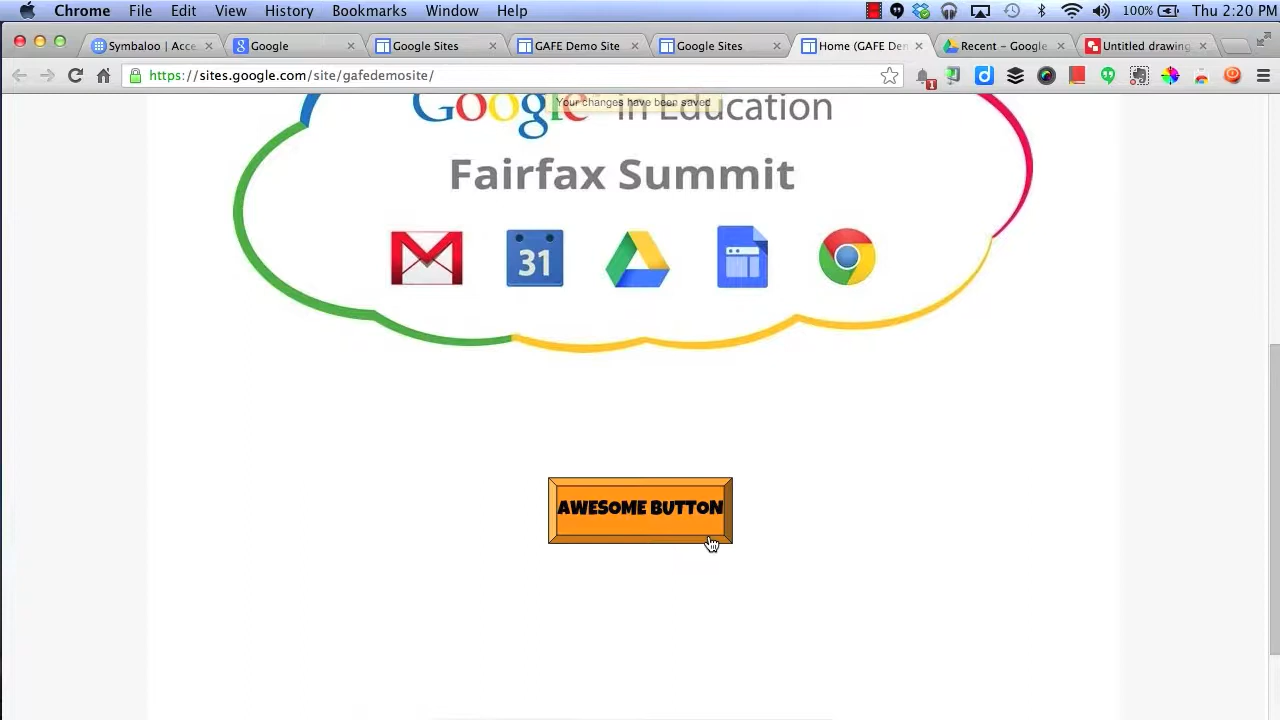 Chrome File Edit View History Bookmarks Window Help 100% Thu 2:20 PM
Symbaloo | Acce Google Google Sites GAFE Demo Site Google Sites Home (GAFE Den Recent - Google Untitled drawing
https://sites.google.com/site/gafedemosite/ 1
Your changes have been saved
Google in Education
Fairfax Summit
31
AWESOME BUTTON